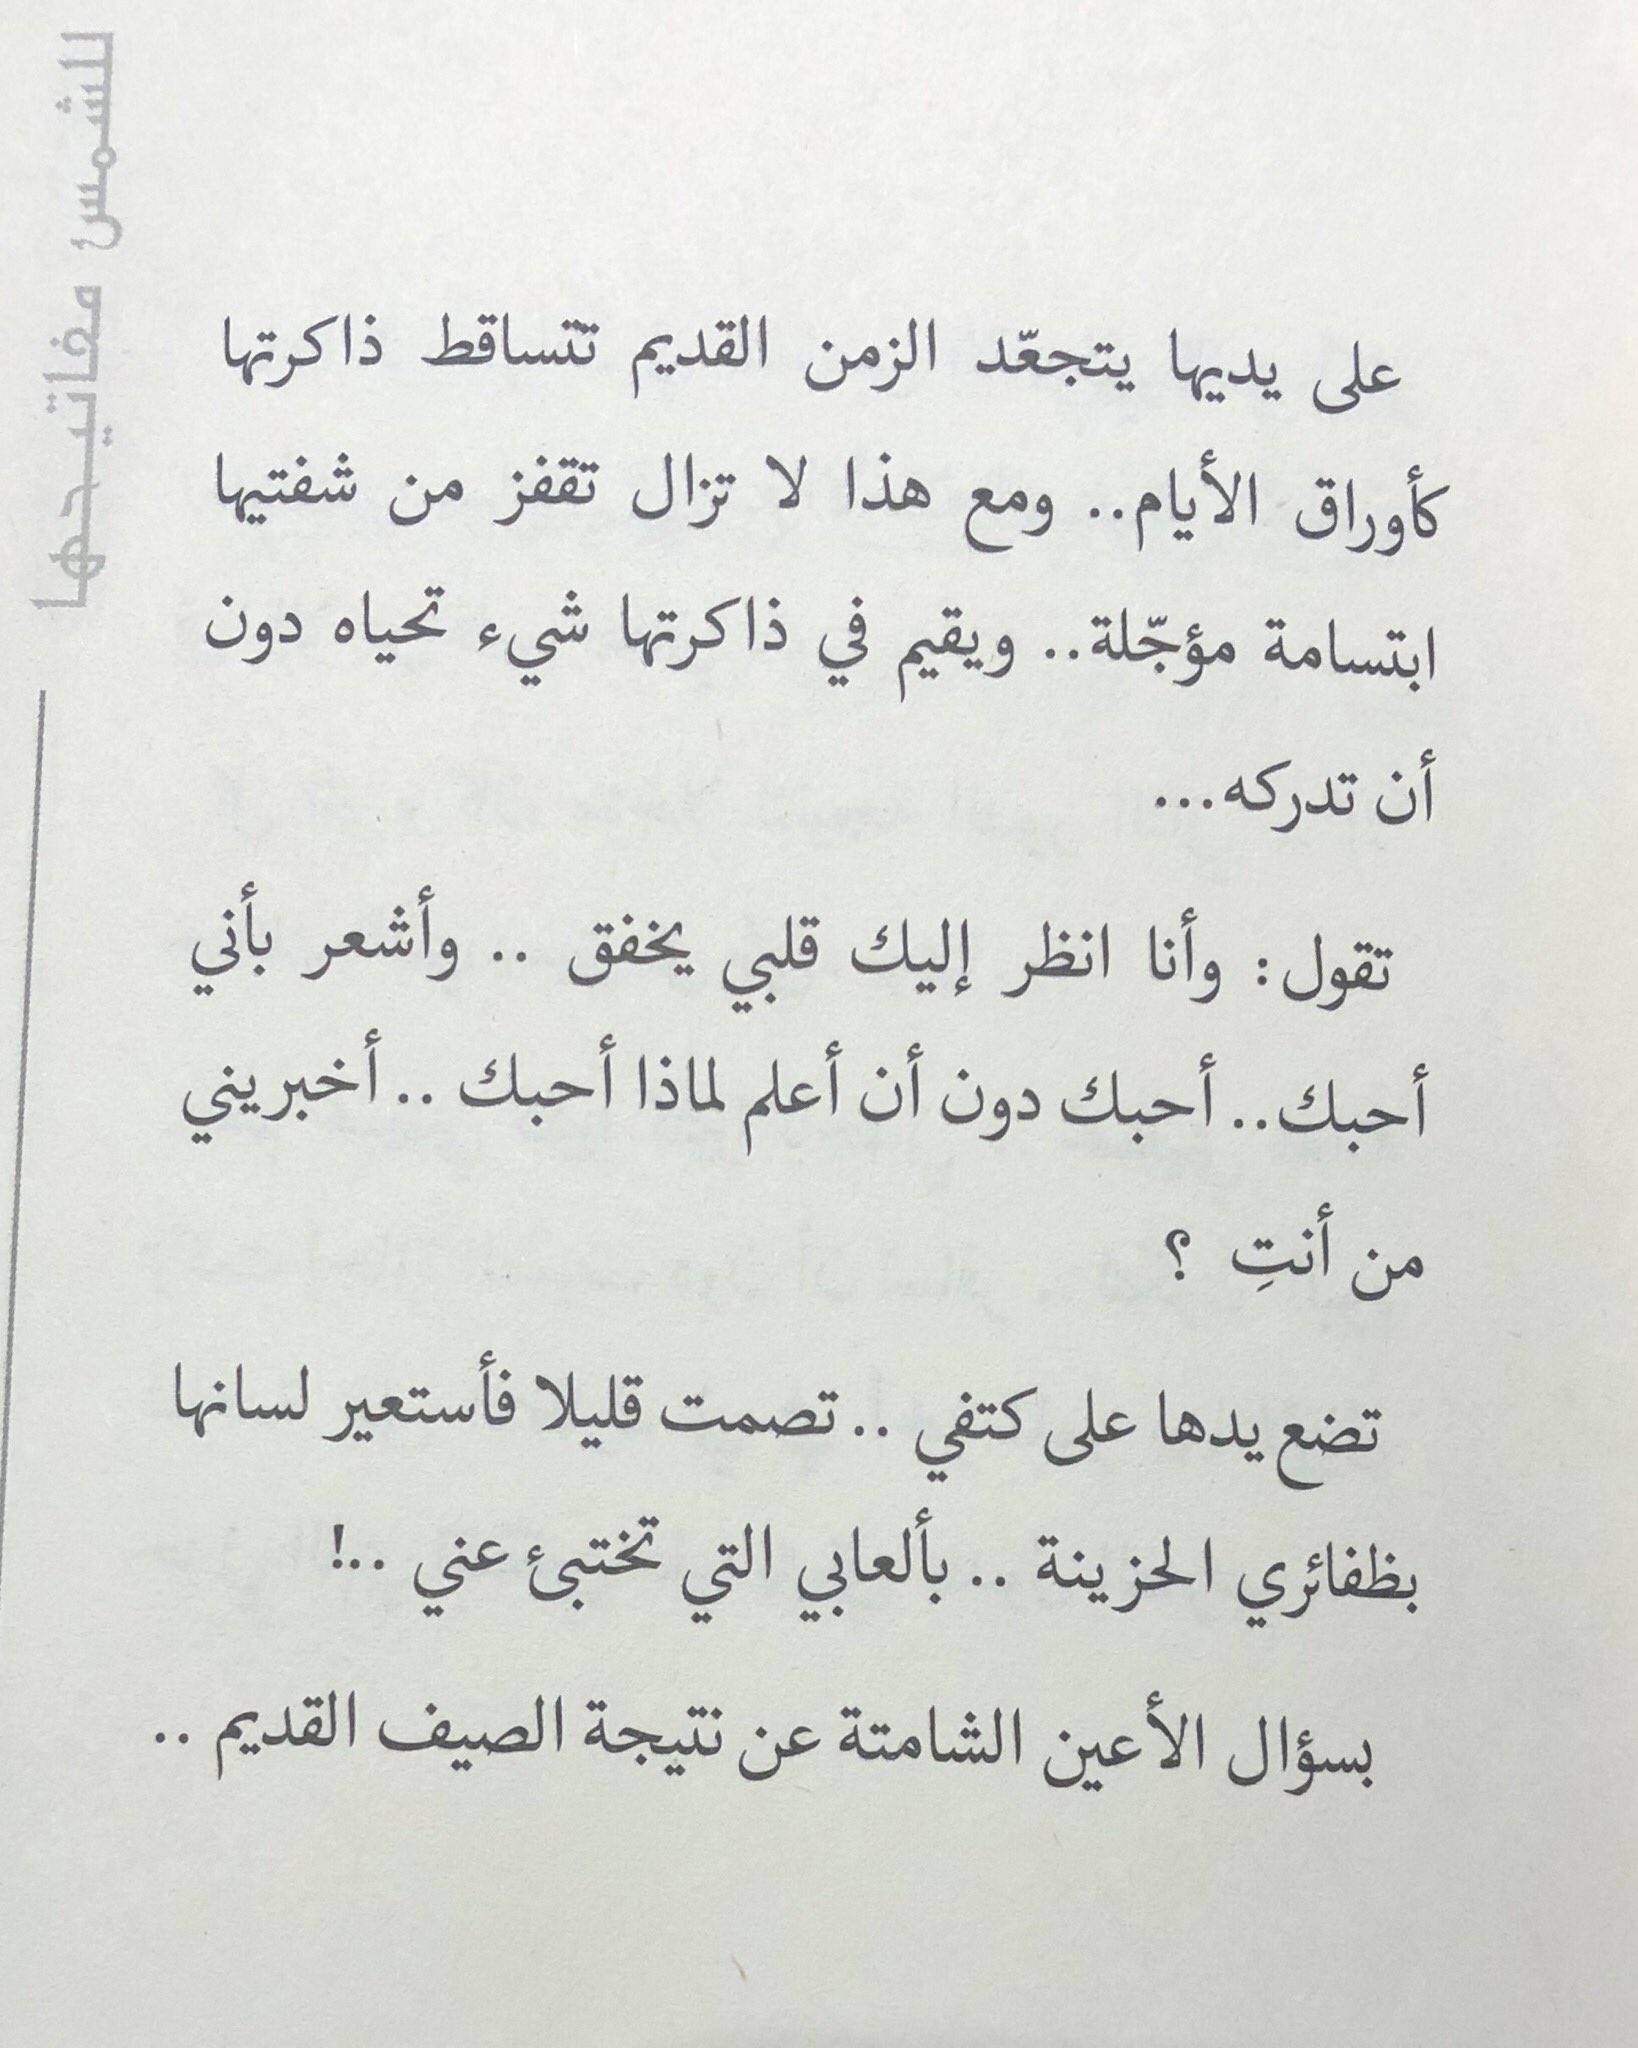 للشمس مفاتيحها
على يديها يتجعّد الزمن القديم تتساقط ذاكرتها
كأوراق الأيام.. ومع هذا لا تزال تقفز من شفتيها
ابتسامة مؤجّلة.. ويقيم في ذاكرتها شيء تحياه دون
أن تدركه...
تقول: وأنا انظر إليك قلبي يخفق .. وأشعر بأني
أحبك.. أحبك دون أن أعلم لماذا أحبك .. أخبريني
من أنتِ ؟
تضع يدها على كتفي .. تصمت قليلا فأستعير لسانها
بظفائري الحزينة .. بألعابي التي تختبئ عني ..!
بسؤال الأعين الشامتة عن نتيجة الصيف القديم ..